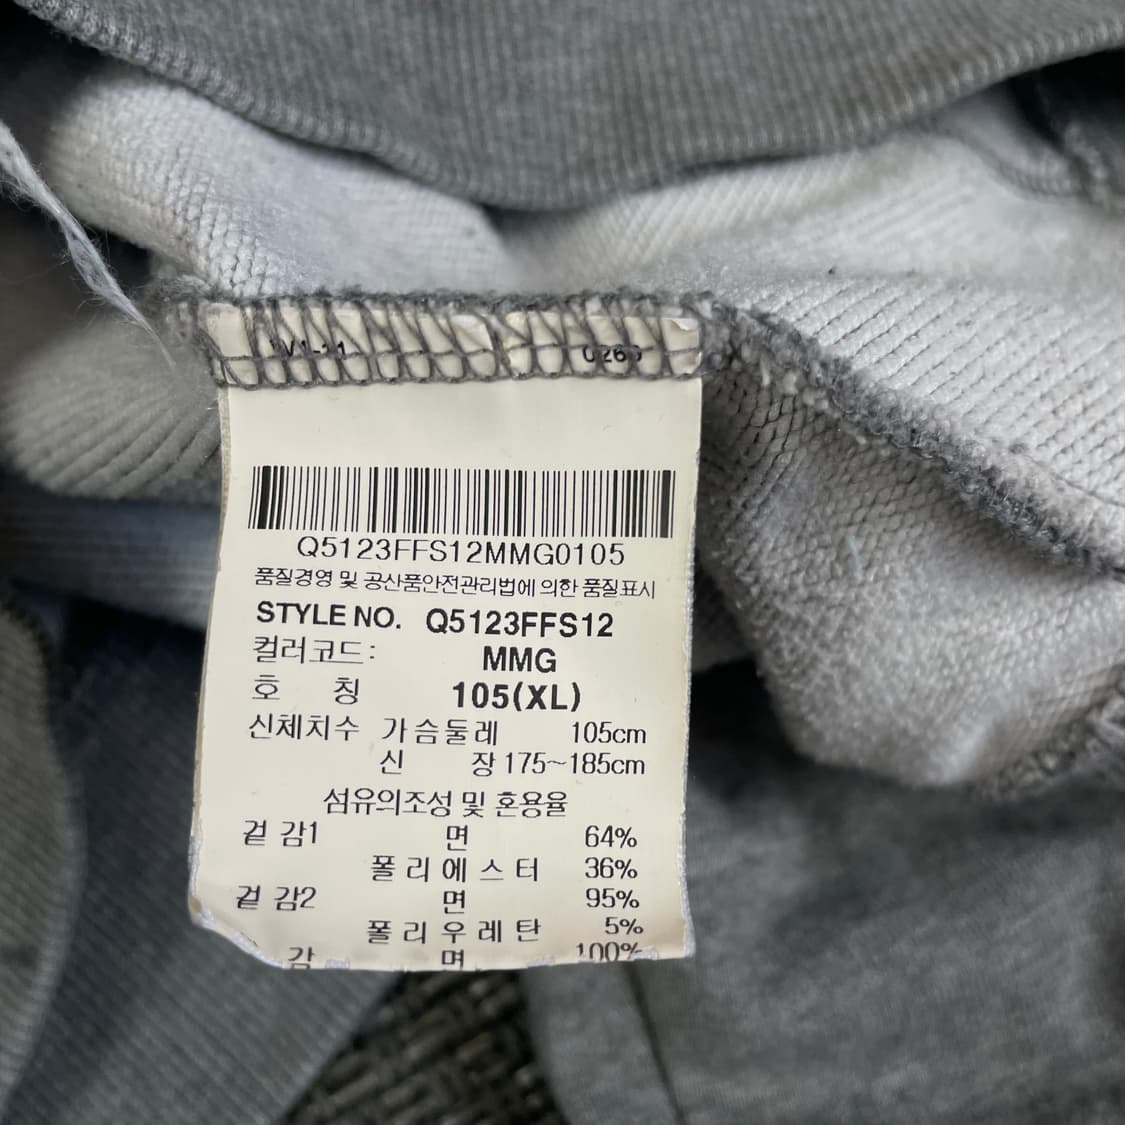 Q5123FFS12MMG0105
품질경영 및 공산품안전관리법에 의한 품질표시
STYLE NO. Q5123FFS12
컬러코드: MMG
호 칭 105(XL)
신체치수 가슴둘레 105cm
신 장 175~185cm
섬유의조성 및 혼용율
겉 감1 면 64%
폴리에스터 36%
겉 감2 면 95%
폴리우레탄 5%
감 면 100%